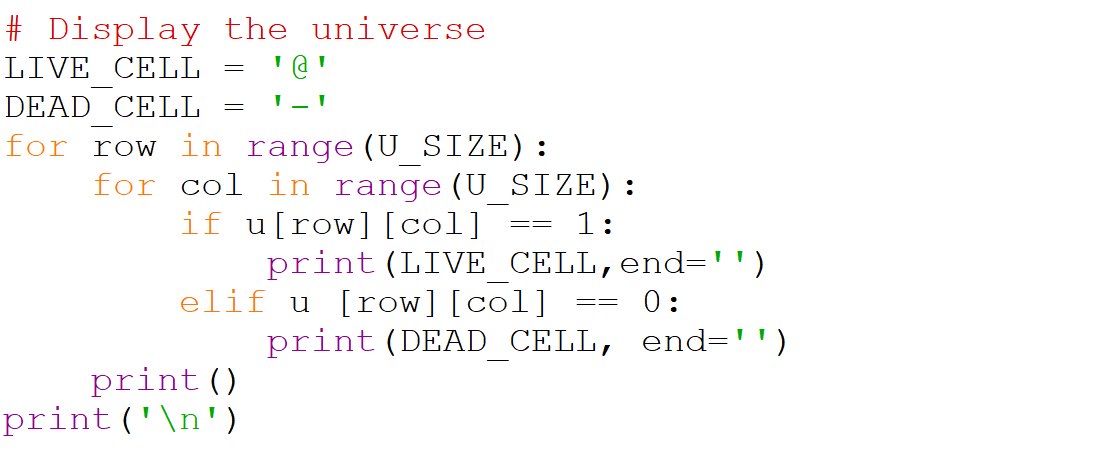 # Display the universe
LIVE_CELL = '@'
DEAD_CELL = '-'
for row in range(U_SIZE):
    for col in range(U_SIZE):
        if u[row][col] == 1:
            print(LIVE_CELL,end='')
        elif u [row][col] == 0:
            print(DEAD_CELL, end='')
    print()
print('\n')